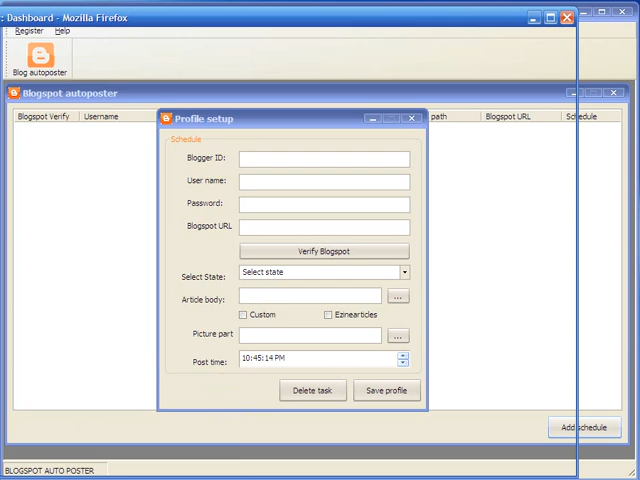 : Dashboard - Mozilla Firefox
Register Help
Blog autoposter
Blogspot autoposter
Blogspot Verify Username path Blogspot URL Schedule
Profile setup
Schedule
Blogger ID:
User name:
Password:
Blogspot URL
Verify Blogspot
Select State: Select state
Article body: ...
Custom Ezinearticles
Picture part ...
Post time: 10:45:14 PM
Delete task Save profile
Add schedule
BLOGSPOT AUTO POSTER